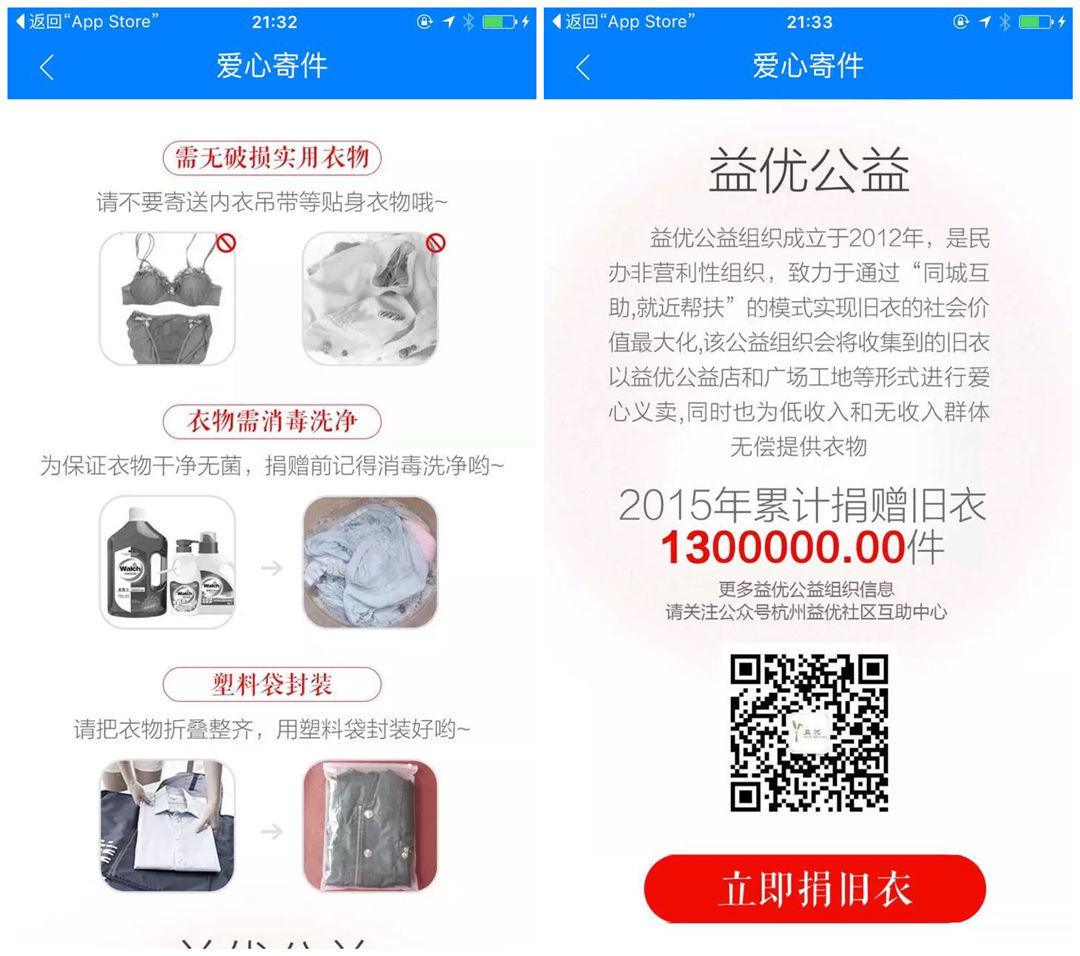 返回“App Store”
21:32
爱心寄件
需无破损实用衣物
请不要寄送内衣吊带等贴身衣物哦~
衣物需消毒洗净
为保证衣物干净无菌，捐赠前记得消毒洗净哟~
Walch
Walch
Walch
塑料袋封装
请把衣物折叠整齐，用塑料袋封装好哟~
益优公益
返回“App Store”
21:33
爱心寄件
益优公益
益优公益组织成立于2012年，是民
办非营利性组织，致力于通过“同城互
助,就近帮扶”的模式实现旧衣的社会价
值最大化,该公益组织会将收集到的旧衣
以益优公益店和广场工地等形式进行爱
心义卖,同时也为低收入和无收入群体
无偿提供衣物
2015年累计捐赠旧衣
1300000.00件
更多益优公益组织信息
请关注公众号杭州益优社区互助中心
益优
立即捐旧衣